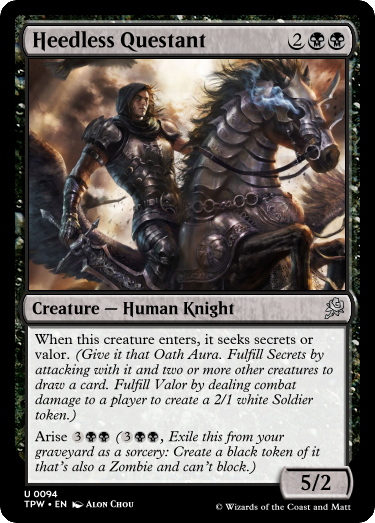 Heedless Questant 2
Creature — Human Knight
When this creature enters, it seeks secrets or
valor. (Give it that Oath Aura. Fulfill Secrets by
attacking with it and two or more other creatures to
draw a card. Fulfill Valor by dealing combat
damage to a player to create a 2/1 white Soldier
token.)
Arise 3 (3, Exile this from your
graveyard as a sorcery: Create a black token of it
that's also a Zombie and can't block.)
5/2
U 0094
TPW • EN Alon Chou
© Wizards of the Coast and Matt